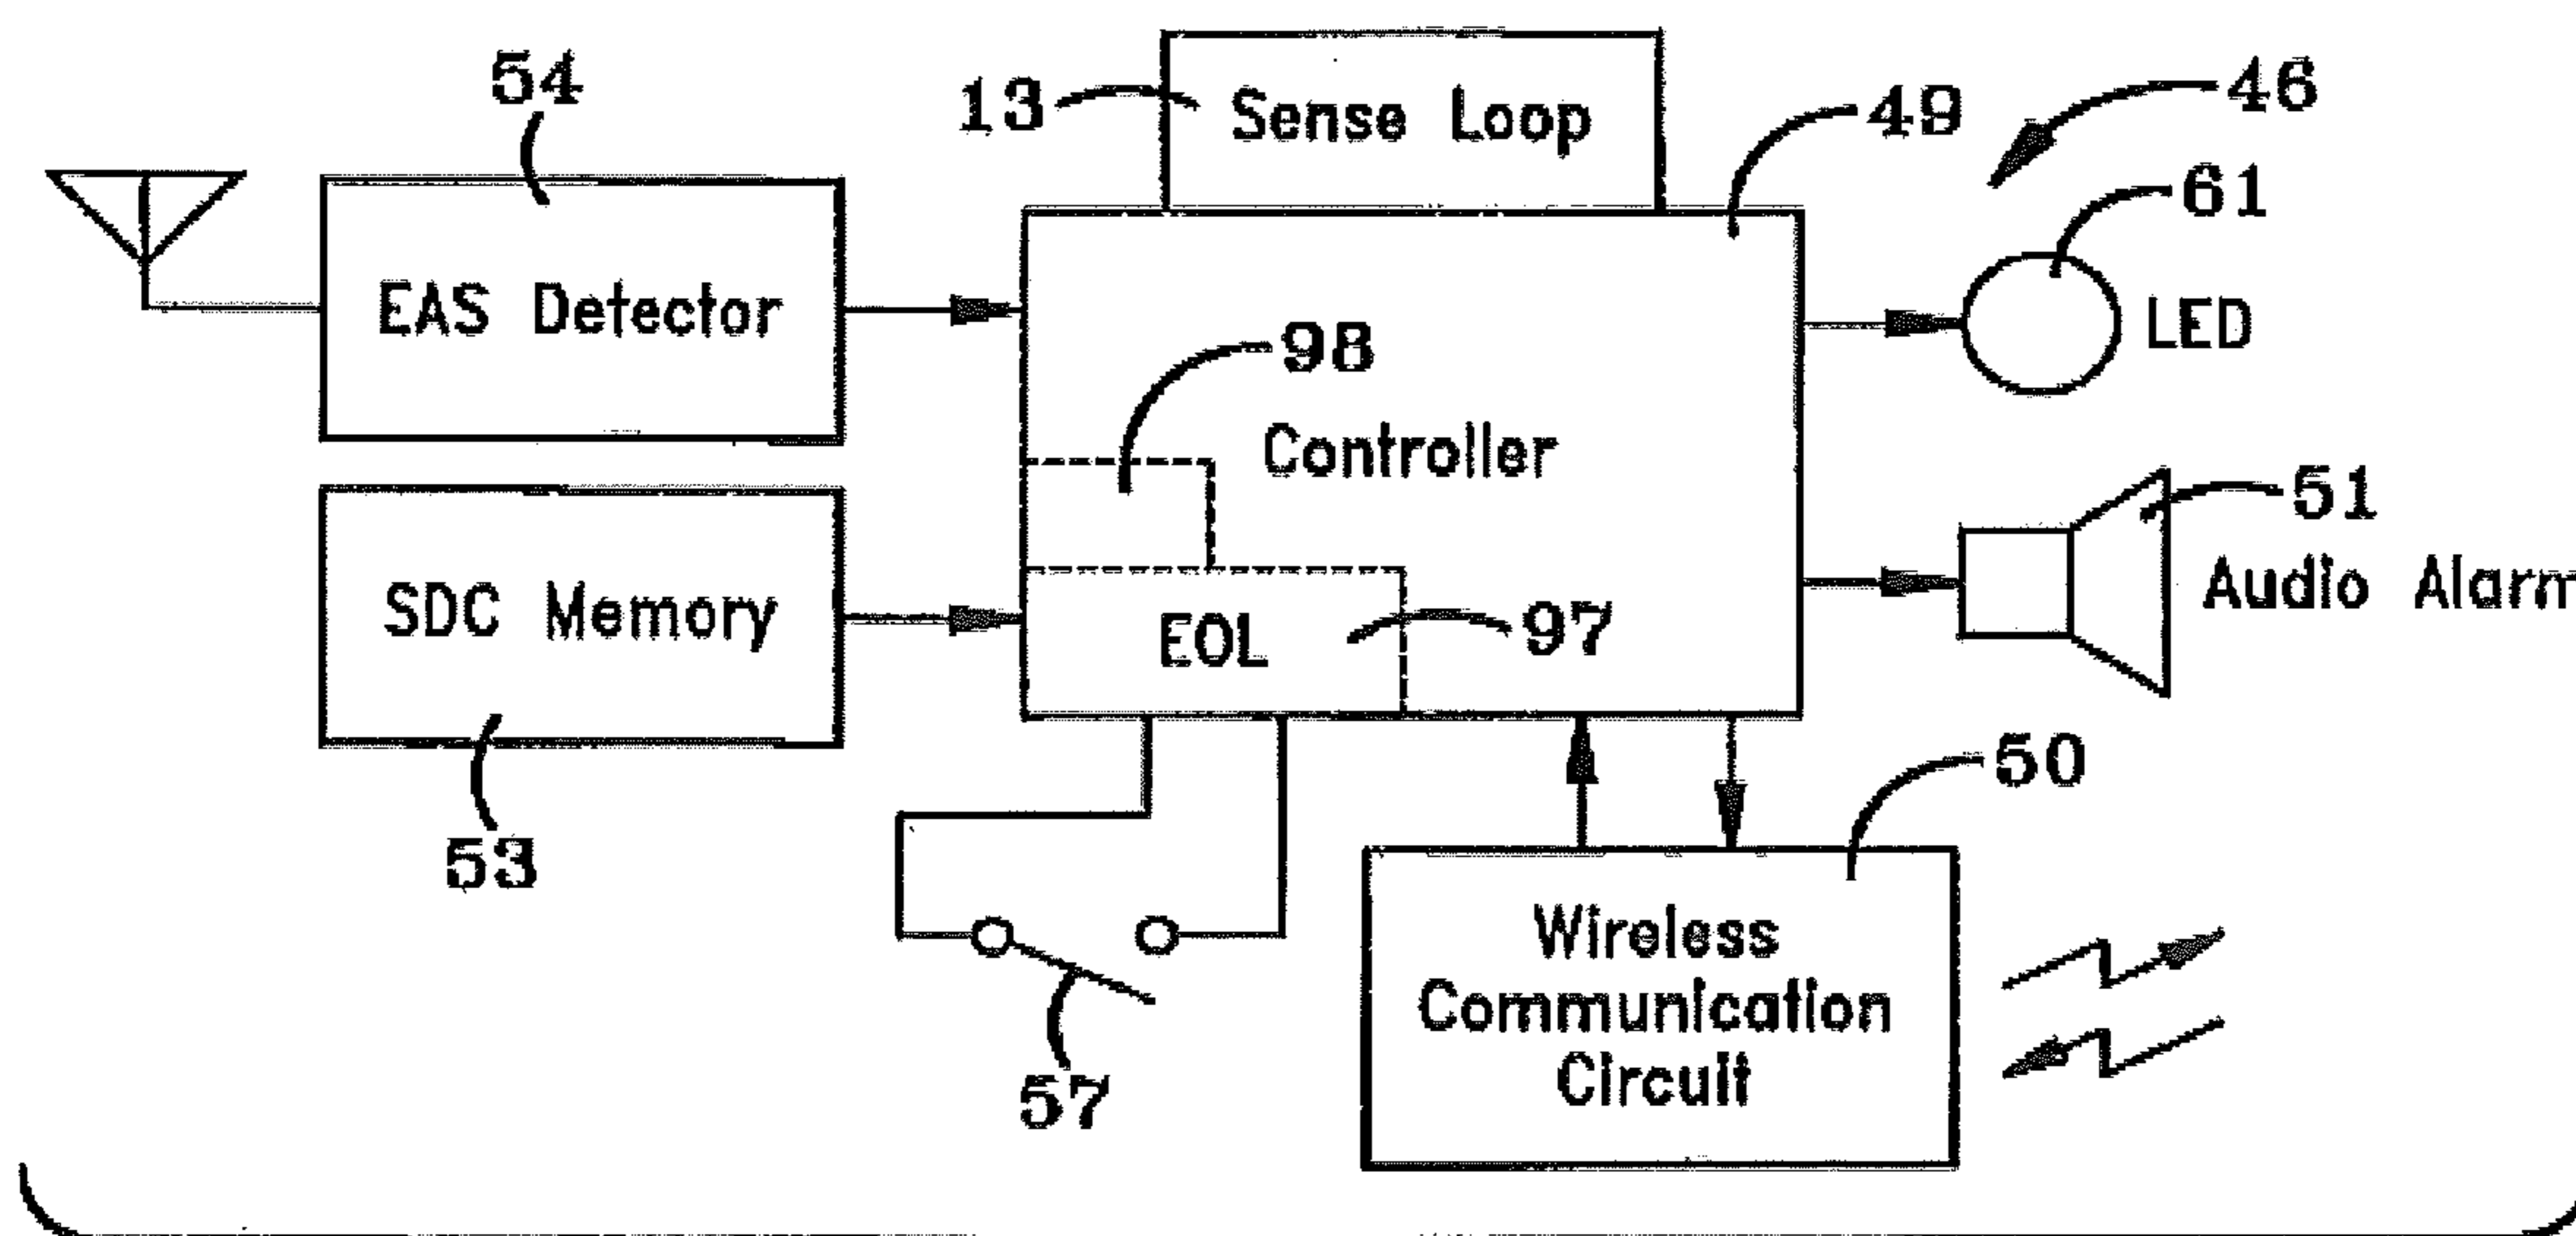 54
13
Sense Loop
49
46
61
EAS Detector
98
LED
Controller
51
SDC Memory
EOL
97
Audio Alarm
50
53
Wireless
Communication
Circuit
57